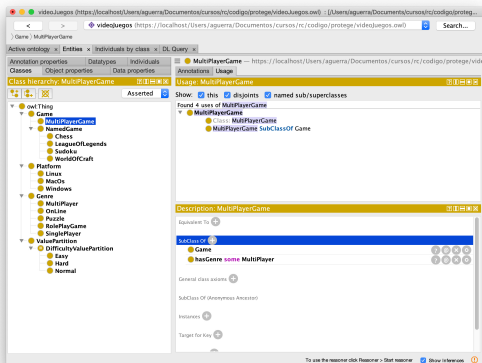 videoJuegos (https://localhost/Users/aguerra/Documentos/cursos/rc/codigo/protege/videoJuegos.owl) : [/Users/aguerra/Documentos/cursos/rc/codigo/proteg...
< > videoJuegos (https://localhost/Users/aguerra/Documentos/cursos/rc/codigo/protege/videoJuegos.owl) Search...
Game MultiPlayerGame
Active ontology × Entities × Individuals by class × DL Query ×
Annotation properties Datatypes Individuals
Classes Object properties Data properties
Class hierarchy: MultiPlayerGame
Asserted
owl:Thing
Game
MultiPlayerGame
NamedGame
Chess
LeagueOfLegends
Sudoku
WorldOfCraft
Platform
Linux
MacOs
Windows
Genre
MultiPlayer
OnLine
Puzzle
RolePlayGame
SinglePlayer
ValuePartition
DifficultyValuePartition
Easy
Hard
Normal
MultiPlayerGame — https://localhost/Users/aguerra/Documentos/cursos/rc/codigo/protege/vide
Annotations Usage
Usage: MultiPlayerGame
Show: this disjoints named sub/superclasses
Found 4 uses of MultiPlayerGame
MultiPlayerGame
Class: MultiPlayerGame
MultiPlayerGame SubClassOf Game
Description: MultiPlayerGame
Equivalent To
SubClass Of
Game
hasGenre some MultiPlayer
General class axioms
SubClass Of (Anonymous Ancestor)
Instances
Target for Key
To use the reasoner click Reasoner > Start reasoner Show Inferences